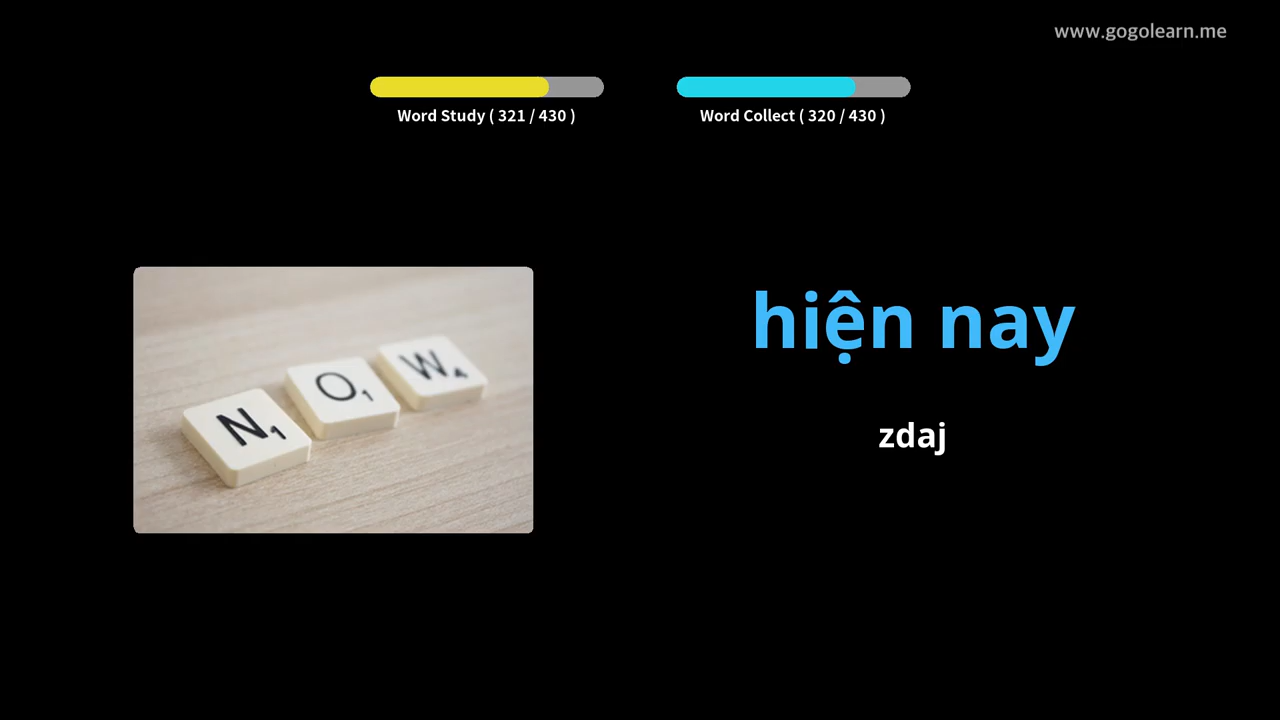 www.gogolearn.me
Word Study ( 321 / 430 )
Word Collect ( 320 / 430 )
N1 O1 W4
hiện nay
zdaj